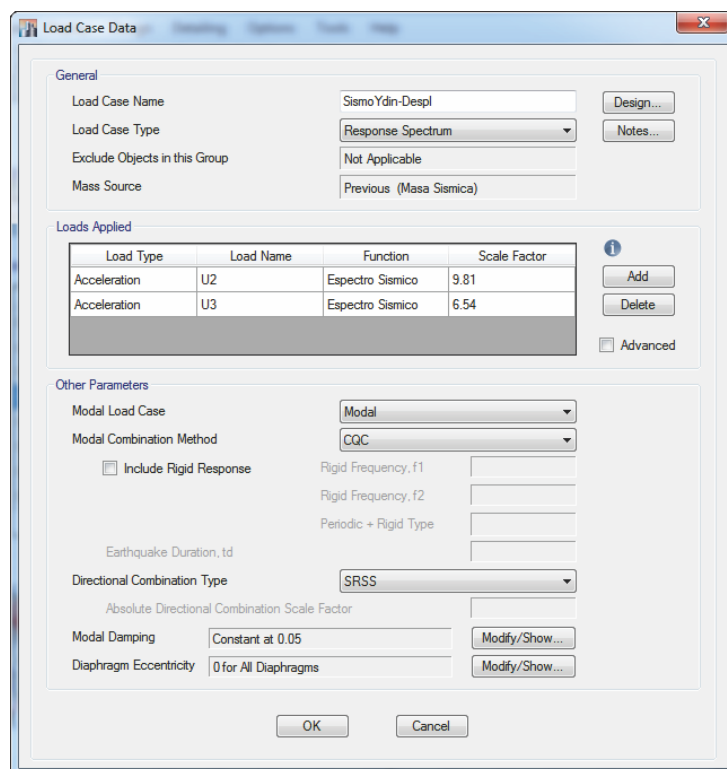 Load Case Data
Detailing Options Tools Help
General
Load Case Name SismoYdin-Despl Design...
Load Case Type Response Spectrum Notes...
Exclude Objects in this Group Not Applicable
Mass Source Previous (Masa Sismica)
Loads Applied
Load Type Load Name Function Scale Factor
Acceleration U2 Espectro Sismico 9.81 Add
Acceleration U3 Espectro Sismico 6.54 Delete
Advanced
Other Parameters
Modal Load Case Modal
Modal Combination Method CQC
Include Rigid Response Rigid Frequency, f1
Rigid Frequency, f2
Periodic + Rigid Type
Earthquake Duration, td
Directional Combination Type SRSS
Absolute Directional Combination Scale Factor
Modal Damping Constant at 0.05 Modify/Show...
Diaphragm Eccentricity 0 for All Diaphragms Modify/Show...
OK Cancel